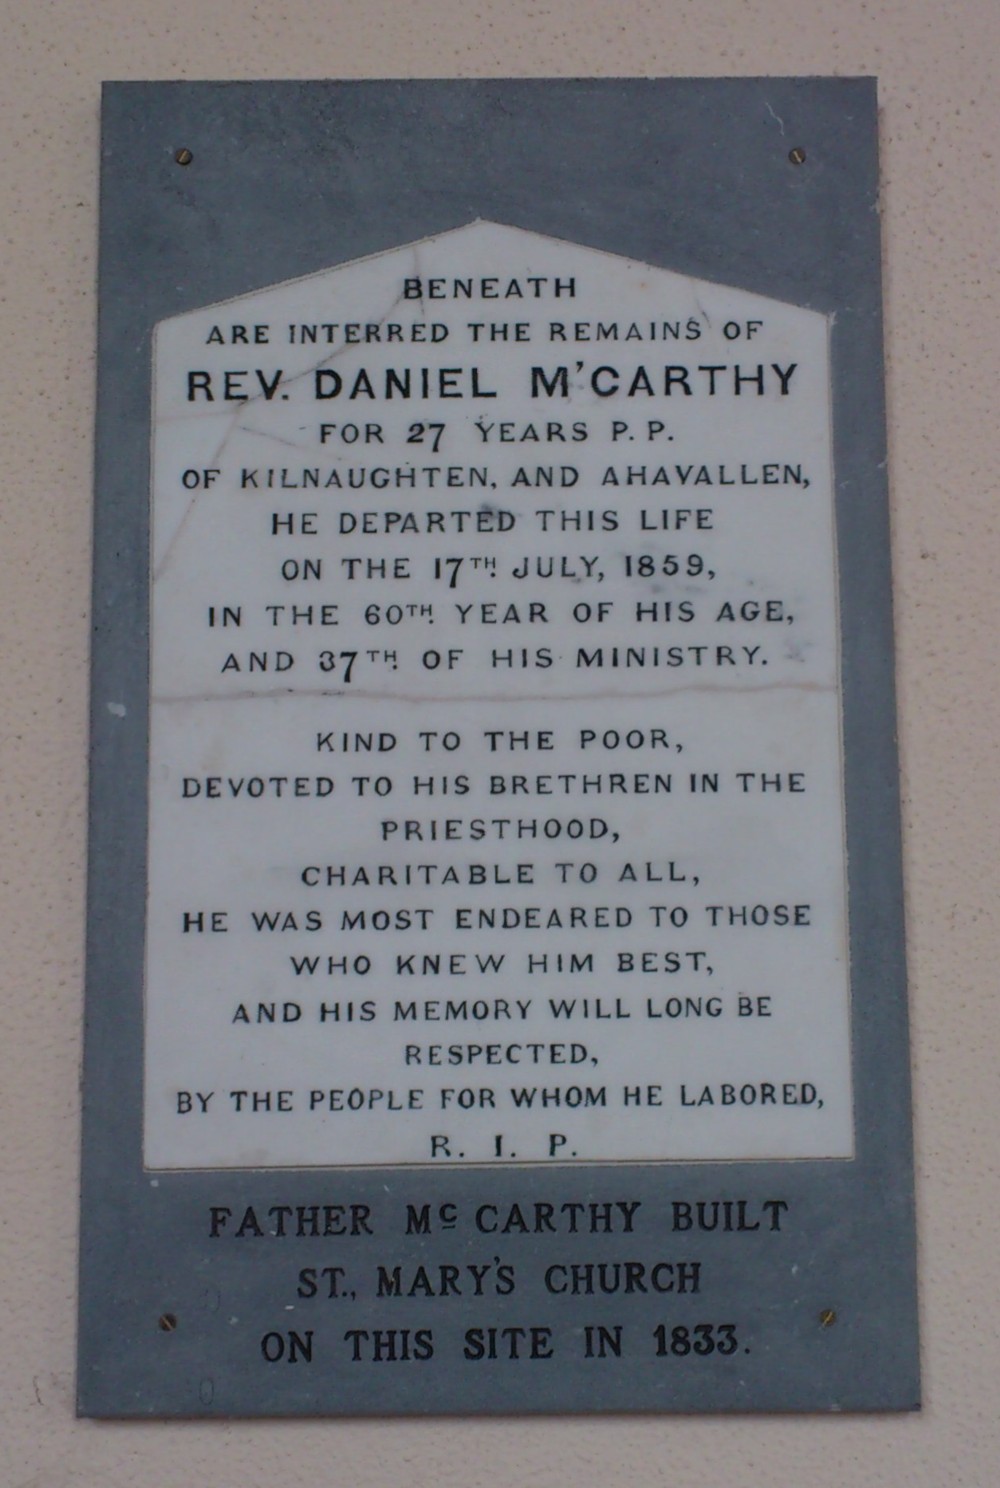 BENEATH
ARE INTERRED THE REMAINS OF
REV. DANIEL M'CARTHY
FOR 27 YEARS P. P.
OF KILNAUGHTEN, AND AHAVALLEN,
HE DEPARTED THIS LIFE
ON THE 17TH. JULY, 1859,
IN THE 60TH. YEAR OF HIS AGE,
AND 37TH. OF HIS MINISTRY.
KIND TO THE POOR,
DEVOTED TO HIS BRETHREN IN THE
PRIESTHOOD,
CHARITABLE TO ALL,
HE WAS MOST ENDEARED TO THOSE
WHO KNEW HIM BEST,
AND HIS MEMORY WILL LONG BE
RESPECTED,
BY THE PEOPLE FOR WHOM HE LABORED,
R. I. P.
FATHER Mc CARTHY BUILT
ST., MARY'S CHURCH
ON THIS SITE IN 1833.